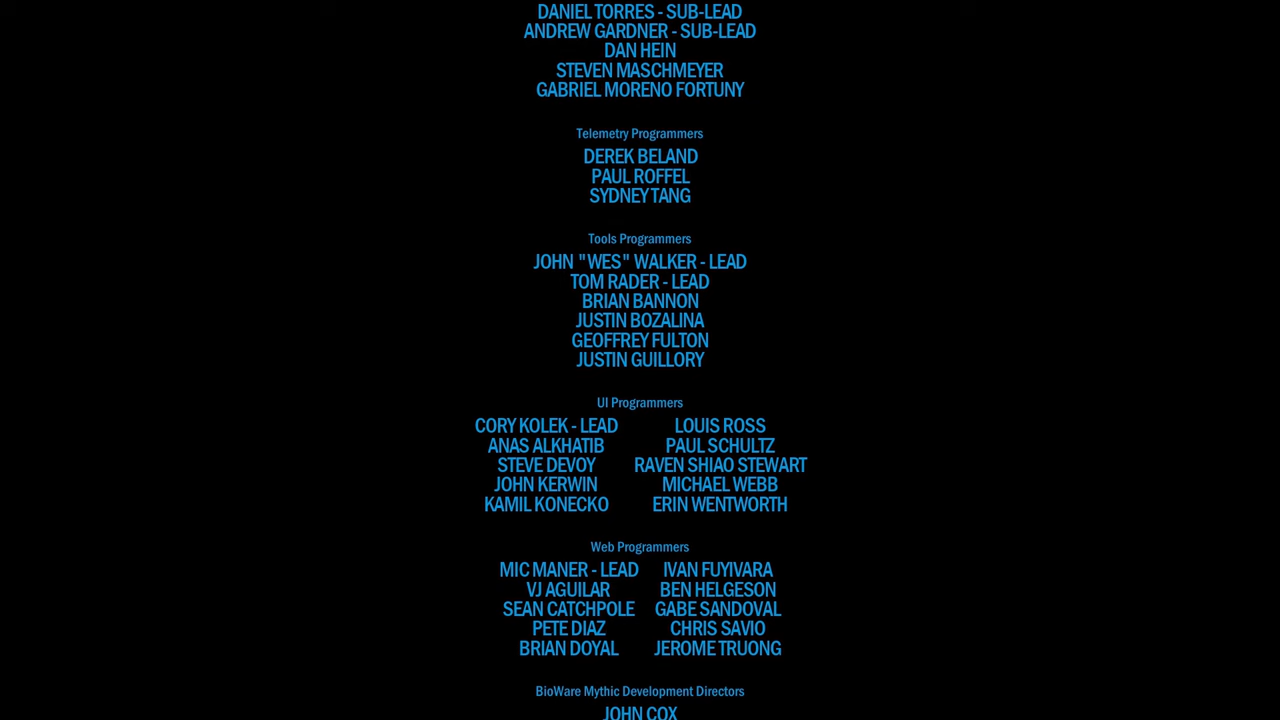 DANIEL TORRES - SUB-LEAD
ANDREW GARDNER - SUB-LEAD
DAN HEIN
STEVEN MASCHMEYER
GABRIEL MORENO FORTUNY
Telemetry Programmers
DEREK BELAND
PAUL ROFFEL
SYDNEY TANG
Tools Programmers
JOHN "WES" WALKER - LEAD
TOM RADER - LEAD
BRIAN BANNON
JUSTIN BOZALINA
GEOFFREY FULTON
JUSTIN GUILLORY
UI Programmers
CORY KOLEK - LEAD LOUIS ROSS
ANAS ALKHATIB PAUL SCHULTZ
STEVE DEVOY RAVEN SHIAO STEWART
JOHN KERWIN MICHAEL WEBB
KAMIL KONECKO ERIN WENTWORTH
Web Programmers
MIC MANER - LEAD IVAN FUYIVARA
VJ AGUILAR BEN HELGESON
SEAN CATCHPOLE GABE SANDOVAL
PETE DIAZ CHRIS SAVIO
BRIAN DOYAL JEROME TRUONG
BioWare Mythic Development Directors
JOHN COX